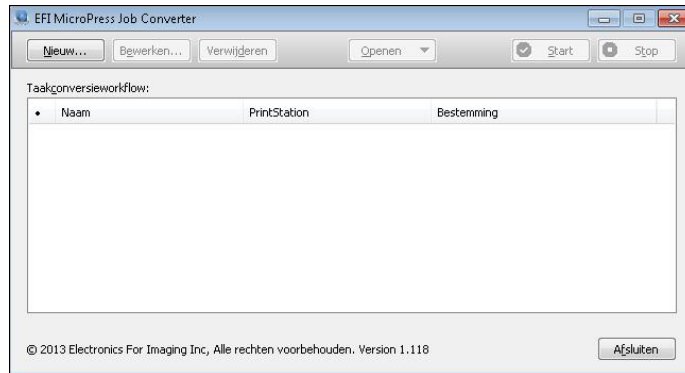 EFI MicroPress Job Converter
Nieuw... Bewerken... Verwijderen Openen Start Stop
Taakconversieworkflow:
• Naam PrintStation Bestemming
© 2013 Electronics For Imaging Inc, Alle rechten voorbehouden. Version 1.118 Afsluiten